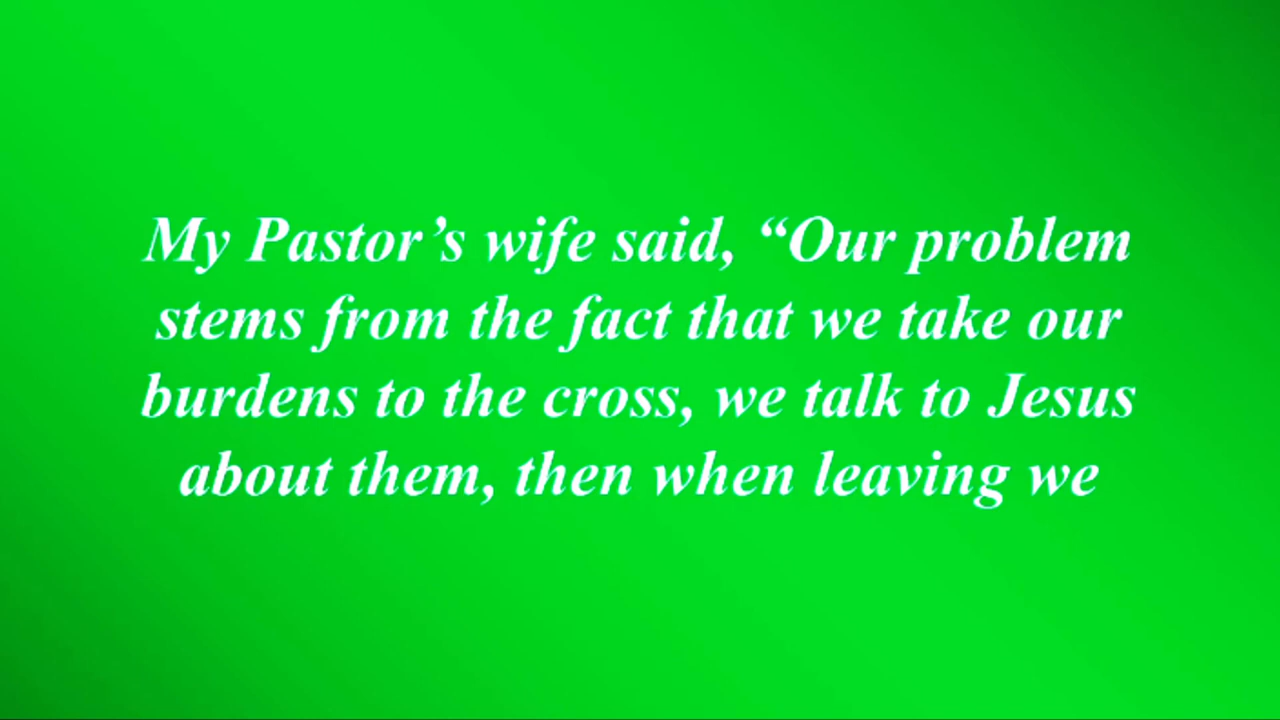 My Pastor’s wife said, “Our problem
stems from the fact that we take our
burdens to the cross, we talk to Jesus
about them, then when leaving we